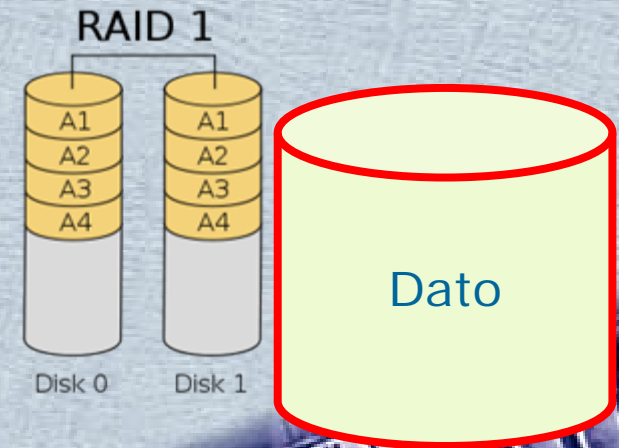 RAID 1
A1 A1
A2 A2
A3 A3
A4 A4
Dato
Disk 0 Disk 1